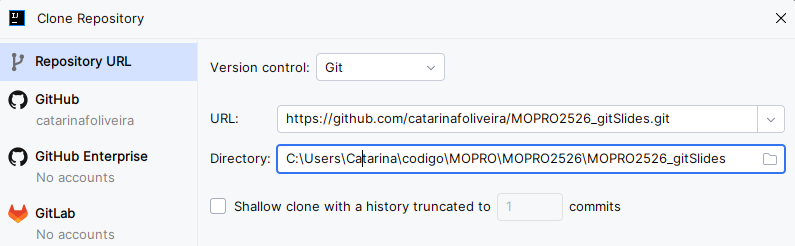 Clone Repository
Repository URL
Version control: Git
GitHub
catarinafoliveira
URL: https://github.com/catarinafoliveira/MOPRO2526_gitSlides.git
GitHub Enterprise
No accounts
Directory: C:\Users\Catarina\codigo\MOPRO\MOPRO2526\MOPRO2526_gitSlides
GitLab
No accounts
Shallow clone with a history truncated to 1 commits